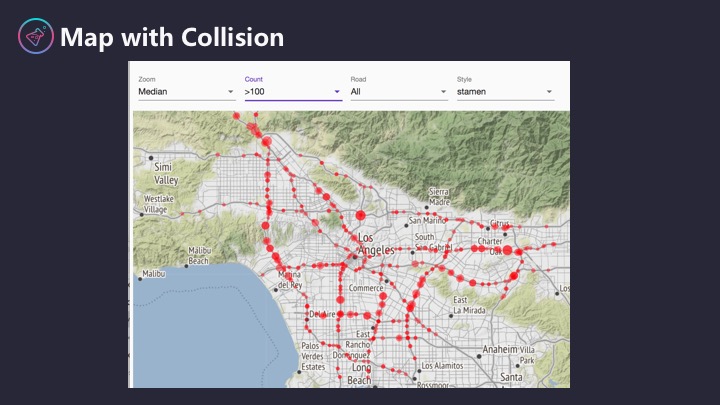 Map with Collision
Zoom
Count
Road
Style
Median
>100
All
stamen
Simi
Valley
Sierra
Madre
Westlake
Village
San Marino
Citrus
Los
Angeles
South
San Gabriel
Charter
Oak
Malibu
Beach
Malibu
Marina
del Rey
Commerce
Los
East
La Mirada
Del Aire
East
Rancho
Dominguez
Palos
Verdes
Estates
Anaheim
Villa
Park
Long
Beach
Los Alamitos
Santa
Rossmoor